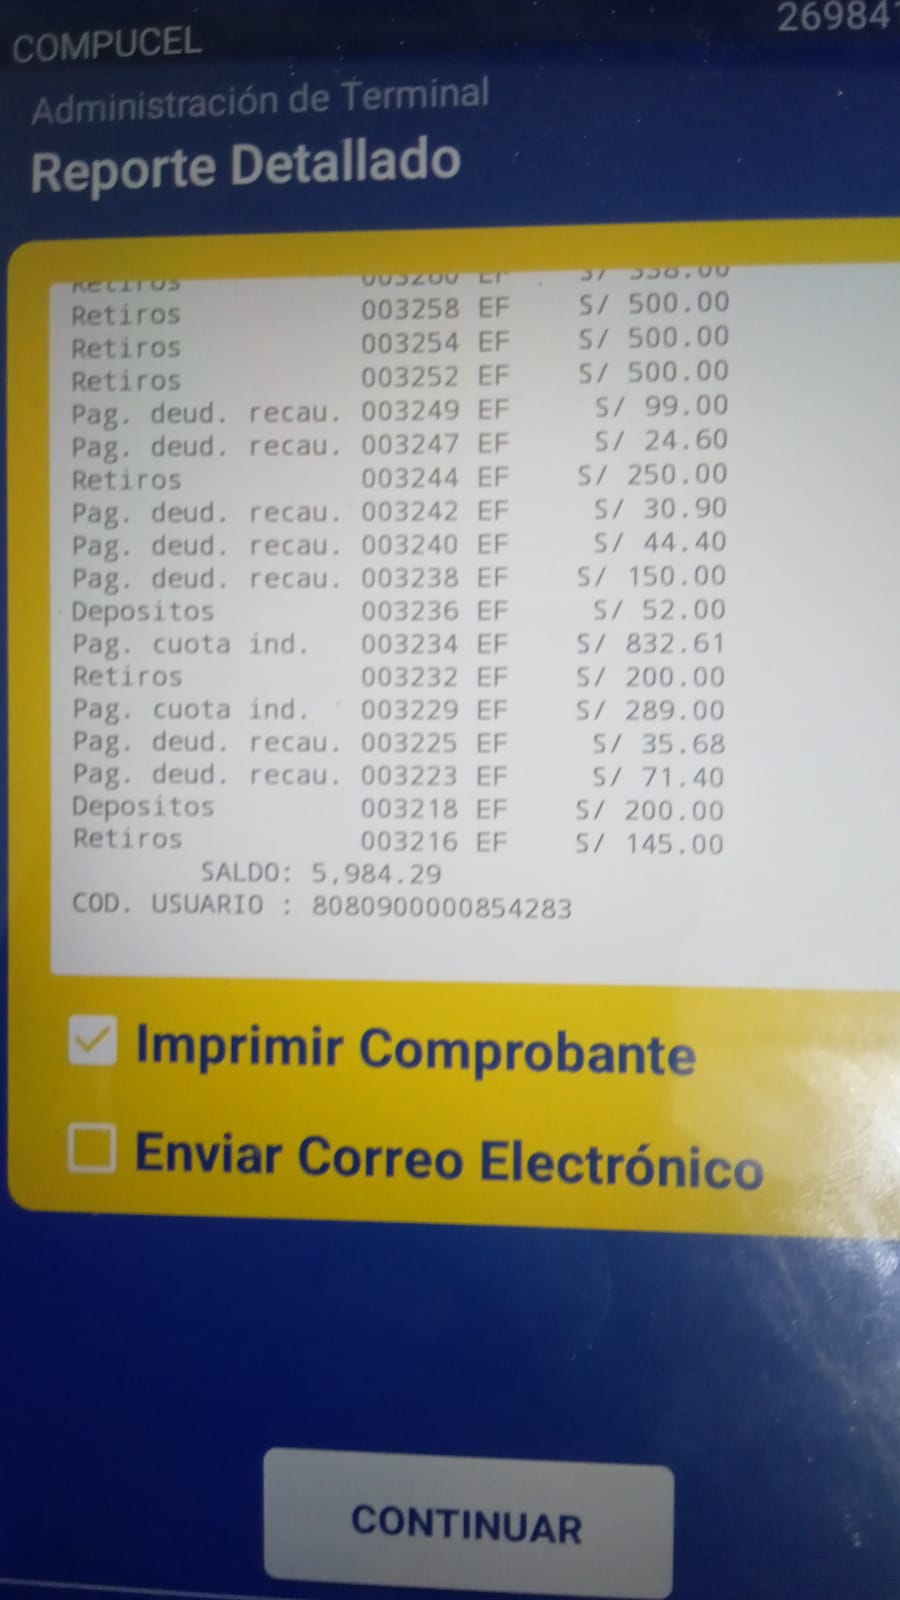 COMPUCEL 26984
Administración de Terminal
Reporte Detallado
Retiros 003260 EF S/ 338.00
Retiros 003258 EF S/ 500.00
Retiros 003254 EF S/ 500.00
Retiros 003252 EF S/ 500.00
Pag. deud. recau. 003249 EF S/ 99.00
Pag. deud. recau. 003247 EF S/ 24.60
Retiros 003244 EF S/ 250.00
Pag. deud. recau. 003242 EF S/ 30.90
Pag. deud. recau. 003240 EF S/ 44.40
Pag. deud. recau. 003238 EF S/ 150.00
Depositos 003236 EF S/ 52.00
Pag. cuota ind. 003234 EF S/ 832.61
Retiros 003232 EF S/ 200.00
Pag. cuota ind. 003229 EF S/ 289.00
Pag. deud. recau. 003225 EF S/ 35.68
Pag. deud. recau. 003223 EF S/ 71.40
Depositos 003218 EF S/ 200.00
Retiros 003216 EF S/ 145.00
SALDO: 5,984.29
COD. USUARIO : 8080900000854283
Imprimir Comprobante
Enviar Correo Electrónico
CONTINUAR